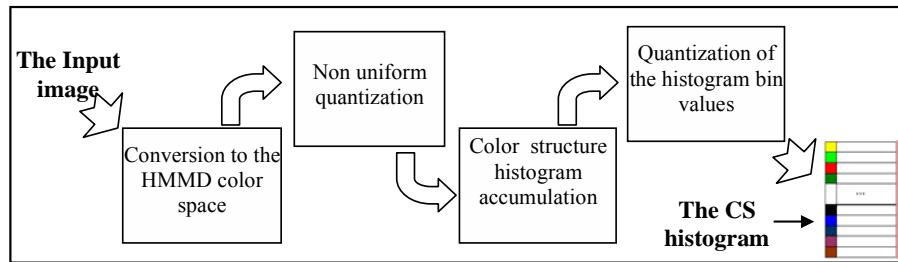 The Input
image
Conversion to the
HMMD color
space
Non uniform
quantization
Color structure
histogram
accumulation
Quantization of
the histogram bin
values
The CS
histogram
...